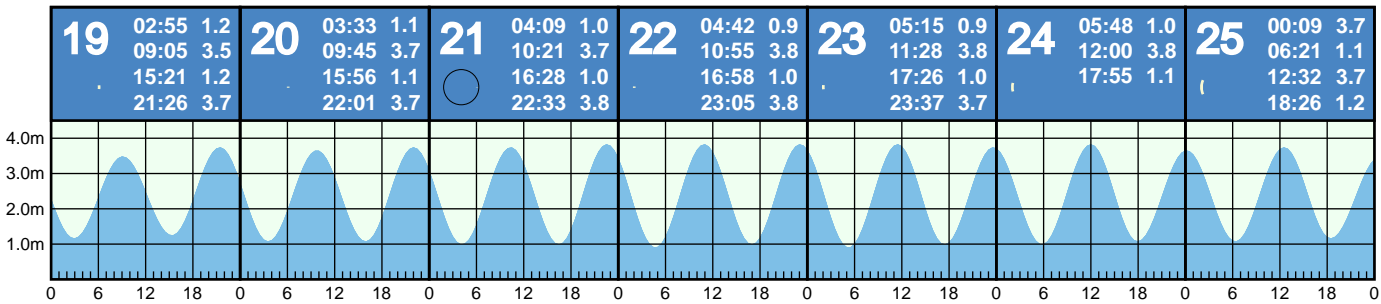 19 02:55 1.2 20 03:33 1.1 21 04:09 1.0 22 04:42 0.9 23 05:15 0.9 24 05:48 1.0 25 00:09 3.7
09:05 3.5 09:45 3.7 10:21 3.7 10:55 3.8 11:28 3.8 12:00 3.8 06:21 1.1
15:21 1.2 15:56 1.1 16:28 1.0 16:58 1.0 17:26 1.0 17:55 1.1 12:32 3.7
21:26 3.7 22:01 3.7 22:33 3.8 23:05 3.8 23:37 3.7 18:26 1.2
4.0m
3.0m
2.0m
1.0m
0 6 12 18 0 6 12 18 0 6 12 18 0 6 12 18 0 6 12 18 0 6 12 18 0 6 12 18 0